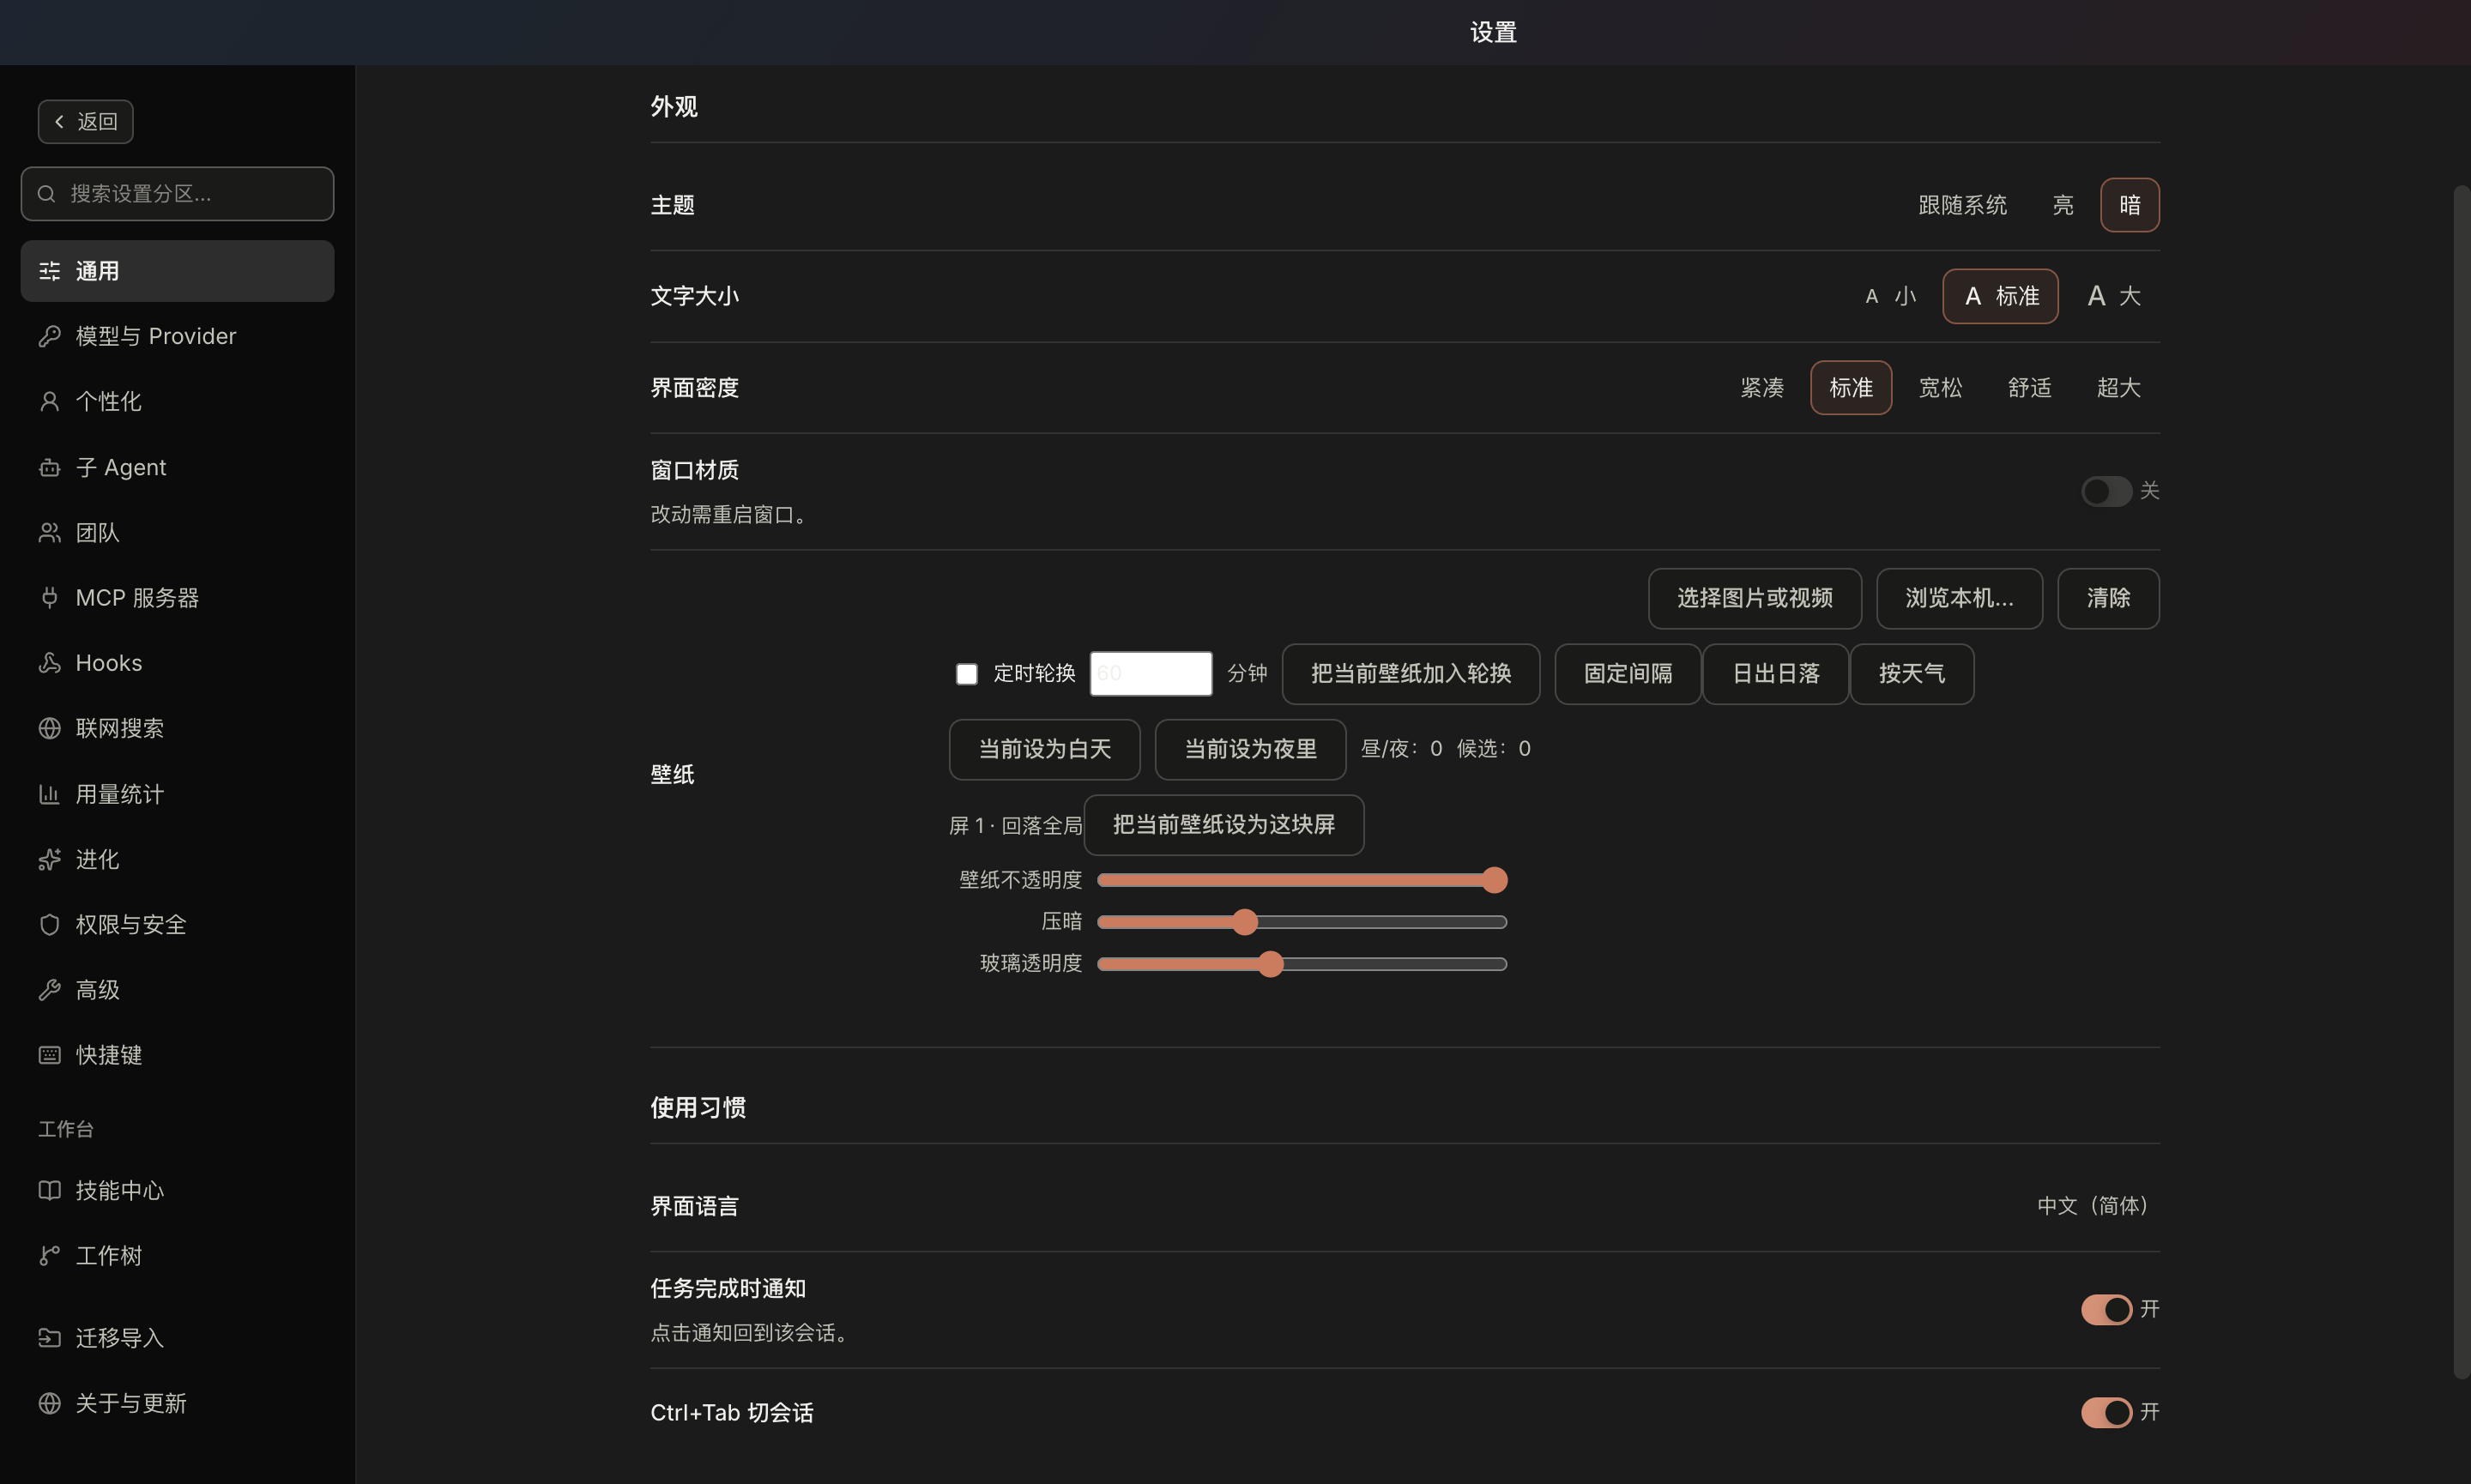 设置
返回
搜索设置分区...
通用
模型与 Provider
个性化
子 Agent
团队
MCP 服务器
Hooks
联网搜索
用量统计
进化
权限与安全
高级
快捷键
工作台
技能中心
工作树
迁移导入
关于与更新
外观
主题
跟随系统 亮 暗
文字大小
A 小 A 标准 A 大
界面密度
紧凑 标准 宽松 舒适 超大
窗口材质
改动需重启窗口。
关
壁纸
选择图片或视频 浏览本机... 清除
定时轮换 60 分钟 把当前壁纸加入轮换 固定间隔 日出日落 按天气
当前设为白天 当前设为夜里 昼/夜：0 候选：0
屏 1 · 回落全局 把当前壁纸设为这块屏
壁纸不透明度
压暗
玻璃透明度
使用习惯
界面语言
中文（简体）
任务完成时通知
点击通知回到该会话。
开
Ctrl+Tab 切会话
开